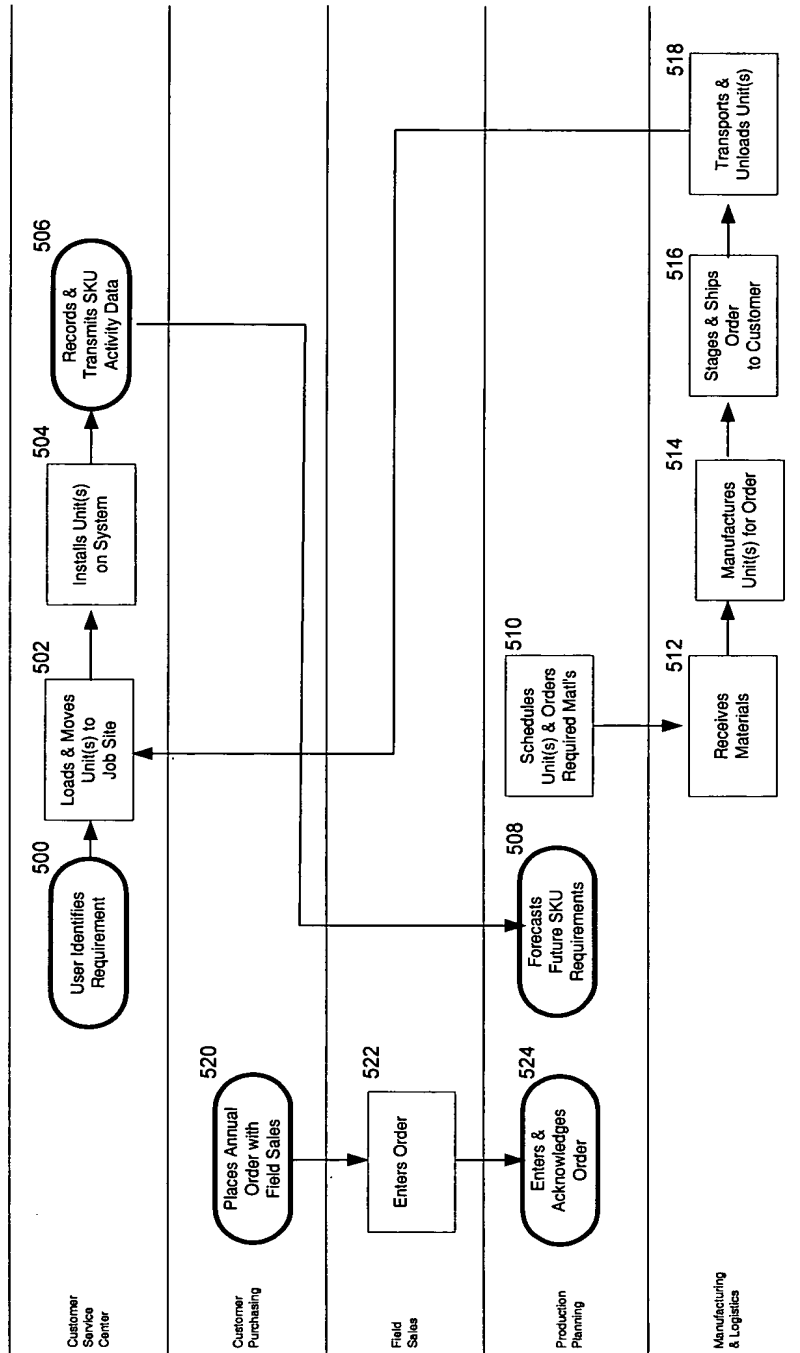 Customer
Service
Center
500
User Identifies
Requirement
502
Loads & Moves
Unit(s) to
Job Site
504
Installs Unit(s)
on System
506
Records &
Transmits SKU
Activity Data
Customer
Purchasing
520
Places Annual
Order with
Field Sales
Field
Sales
522
Enters Order
Production
Planning
524
Enters &
Acknowledges
Order
508
Forecasts
Future SKU
Requirements
510
Schedules
Unit(s) & Orders
Required Matl's
Manufacturing
& Logistics
512
Receives
Materials
514
Manufactures
Unit(s) for Order
516
Stages & Ships
Order
to Customer
518
Transports &
Unloads Unit(s)